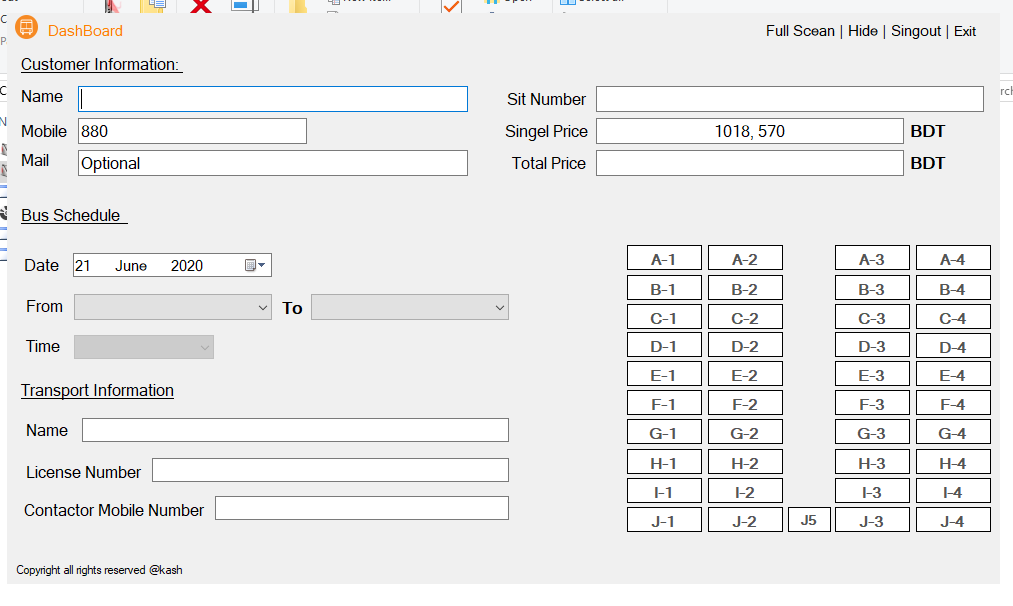 DashBoard
Full Scean | Hide | Singout | Exit
Customer Information:
Name
Sit Number
Mobile 880
Singel Price 1018, 570 BDT
Mail Optional
Total Price BDT
Bus Schedule
Date 21 June 2020
From To
Time
Transport Information
Name
License Number
Contactor Mobile Number
A-1 A-2 A-3 A-4
B-1 B-2 B-3 B-4
C-1 C-2 C-3 C-4
D-1 D-2 D-3 D-4
E-1 E-2 E-3 E-4
F-1 F-2 F-3 F-4
G-1 G-2 G-3 G-4
H-1 H-2 H-3 H-4
I-1 I-2 I-3 I-4
J-1 J-2 J5 J-3 J-4
Copyright all rights reserved @kash